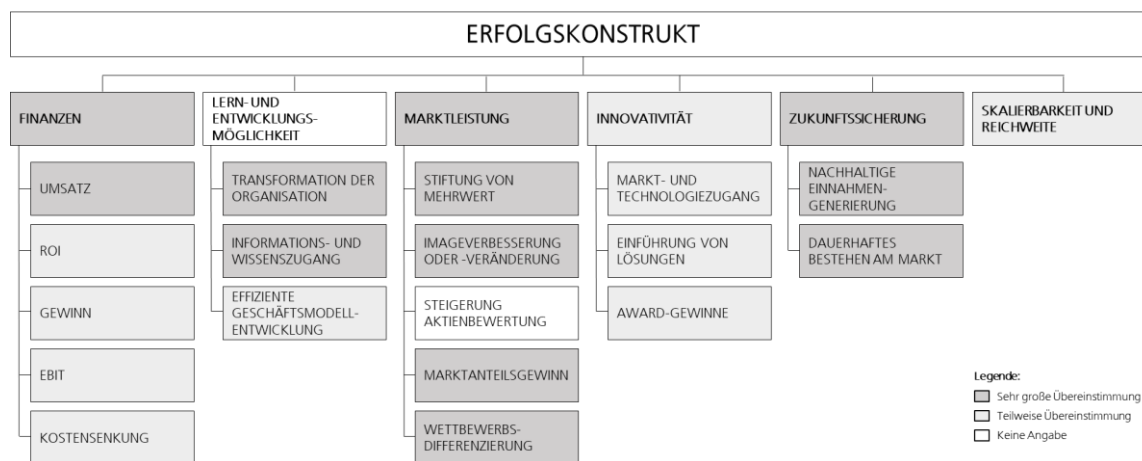 ERFOLGSKONSTRUKT
FINANZEN
UMSATZ
ROI
GEWINN
EBIT
KOSTENSENKUNG
LERN- UND
ENTWICKLUNGS-
MÖGLICHKEIT
TRANSFORMATION DER
ORGANISATION
INFORMATIONS- UND
WISSENSZUGANG
EFFIZIENTE
GESCHÄFTSMODELL-
ENTWICKLUNG
MARKTLEISTUNG
STIFTUNG VON
MEHRWERT
IMAGEVERBESSERUNG
ODER -VERÄNDERUNG
STEIGERUNG
AKTIENBEWERTUNG
MARKTANTEILSGEWINN
WETTBEWERBS-
DIFFERENZIERUNG
INNOVATIVITÄT
MARKT- UND
TECHNOLOGIEZUGANG
EINFÜHRUNG VON
LÖSUNGEN
AWARD-GEWINNE
ZUKUNFTSSICHERUNG
NACHHALTIGE
EINNAHMEN-
GENERIERUNG
DAUERHAFTES
BESTEHEN AM MARKT
SKALIERBARKEIT UND
REICHWEITE
Legende:
Sehr große Übereinstimmung
Teilweise Übereinstimmung
Keine Angabe